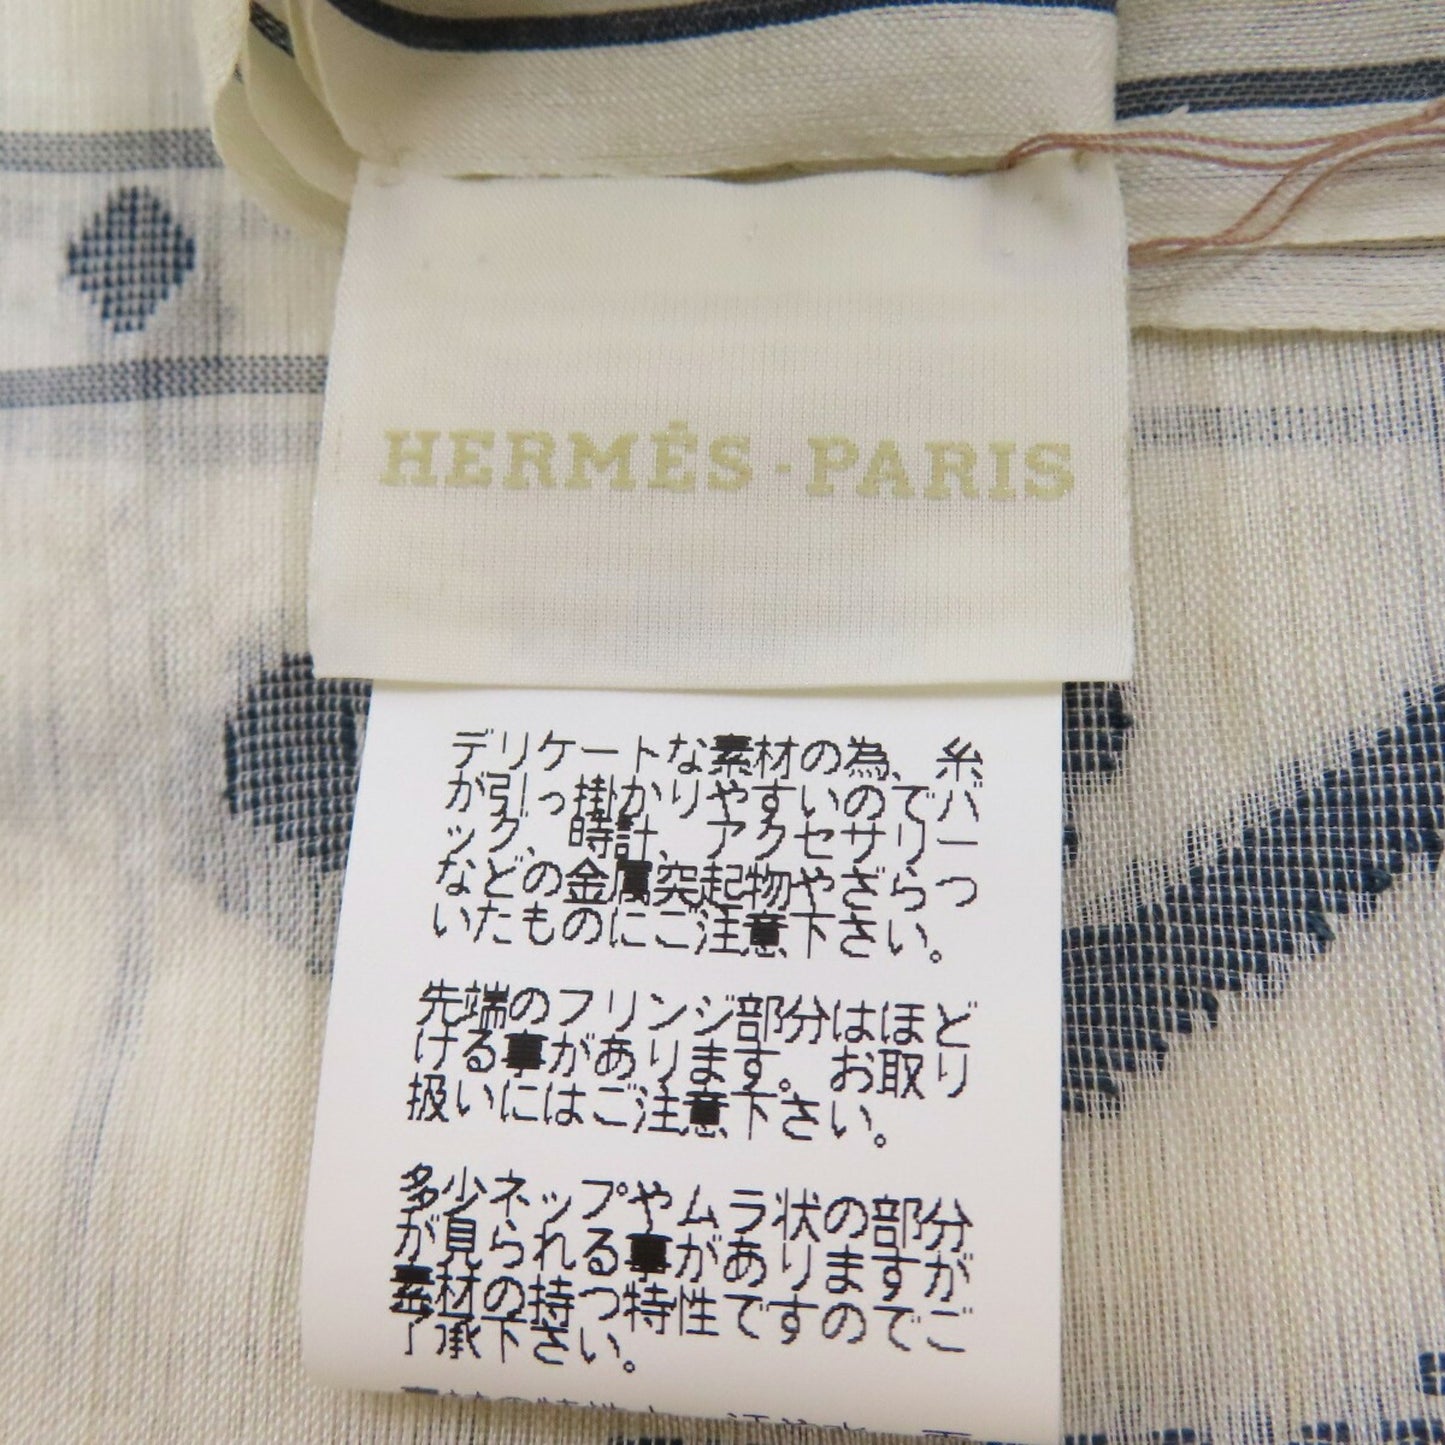 HERMÈS-PARIS
デリケートな素材の為、糸
が引っ掛かりやすいのでバ
ッグ、時計、アクセサリー
などの金属突起物やざらつ
いたものにご注意下さい。
先端のフリンジ部分はほど
ける事があります。お取り
扱いにはご注意下さい。
多少ネップやムラ状の部分
が見られる事がありますが
素材の持つ特性ですのでご
了承下さい。